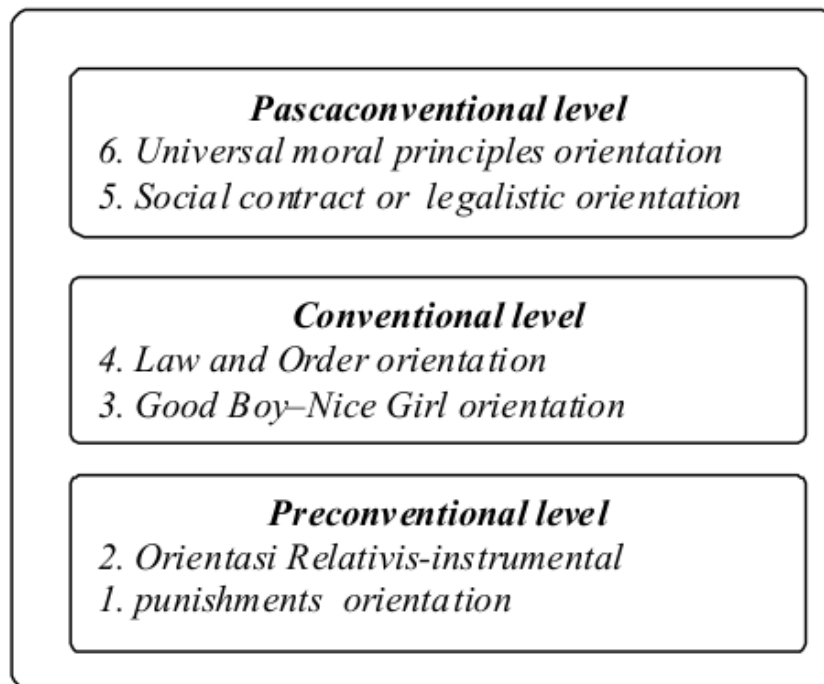 Pascaconventional level
6. Universal moral principles orientation
5. Social contract or legalistic orientation
Conventional level
4. Law and Order orientation
3. Good Boy–Nice Girl orientation
Preconventional level
2. Orientasi Relativis-instrumental
1. punishments orientation